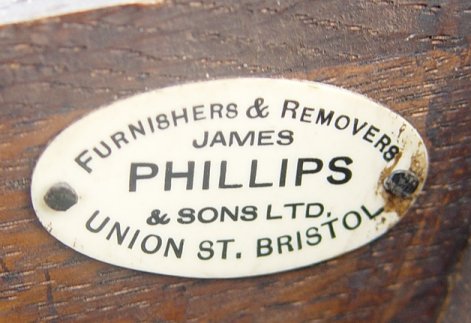 FURNISHERS & REMOVERS
JAMES
PHILLIPS
& SONS LTD.
UNION ST. BRISTOL.